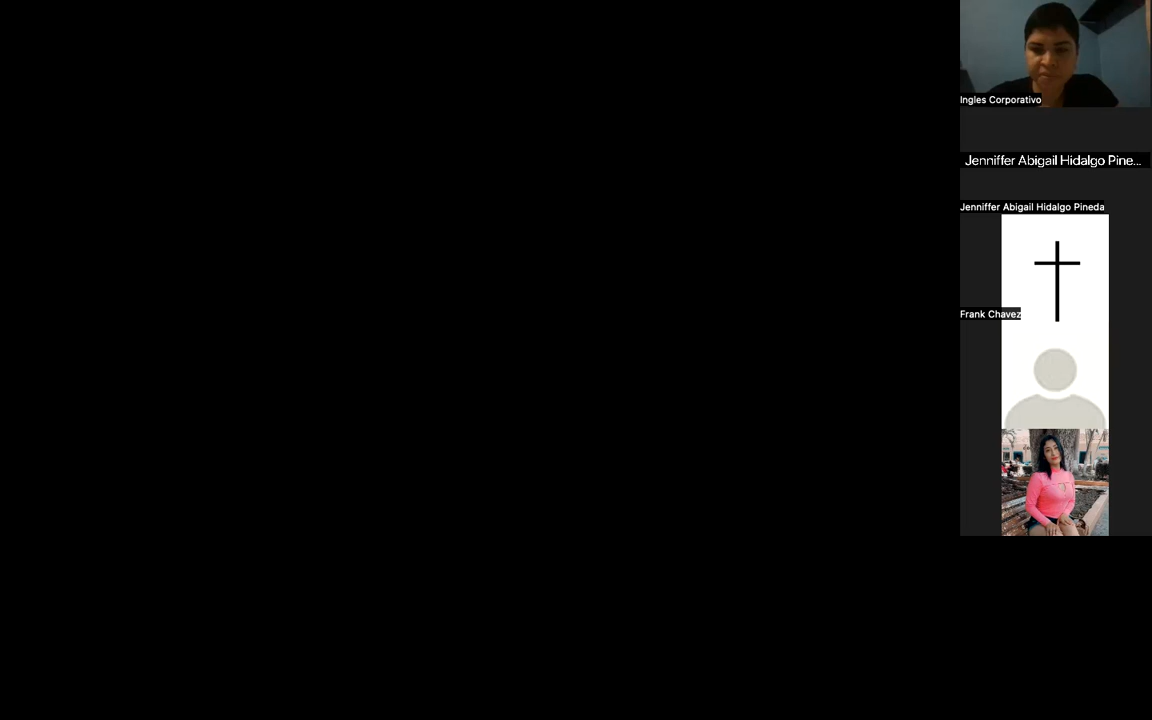 Ingles Corporativo
Jenniffer Abigail Hidalgo Pine...
Jenniffer Abigail Hidalgo Pineda
Frank Chavez